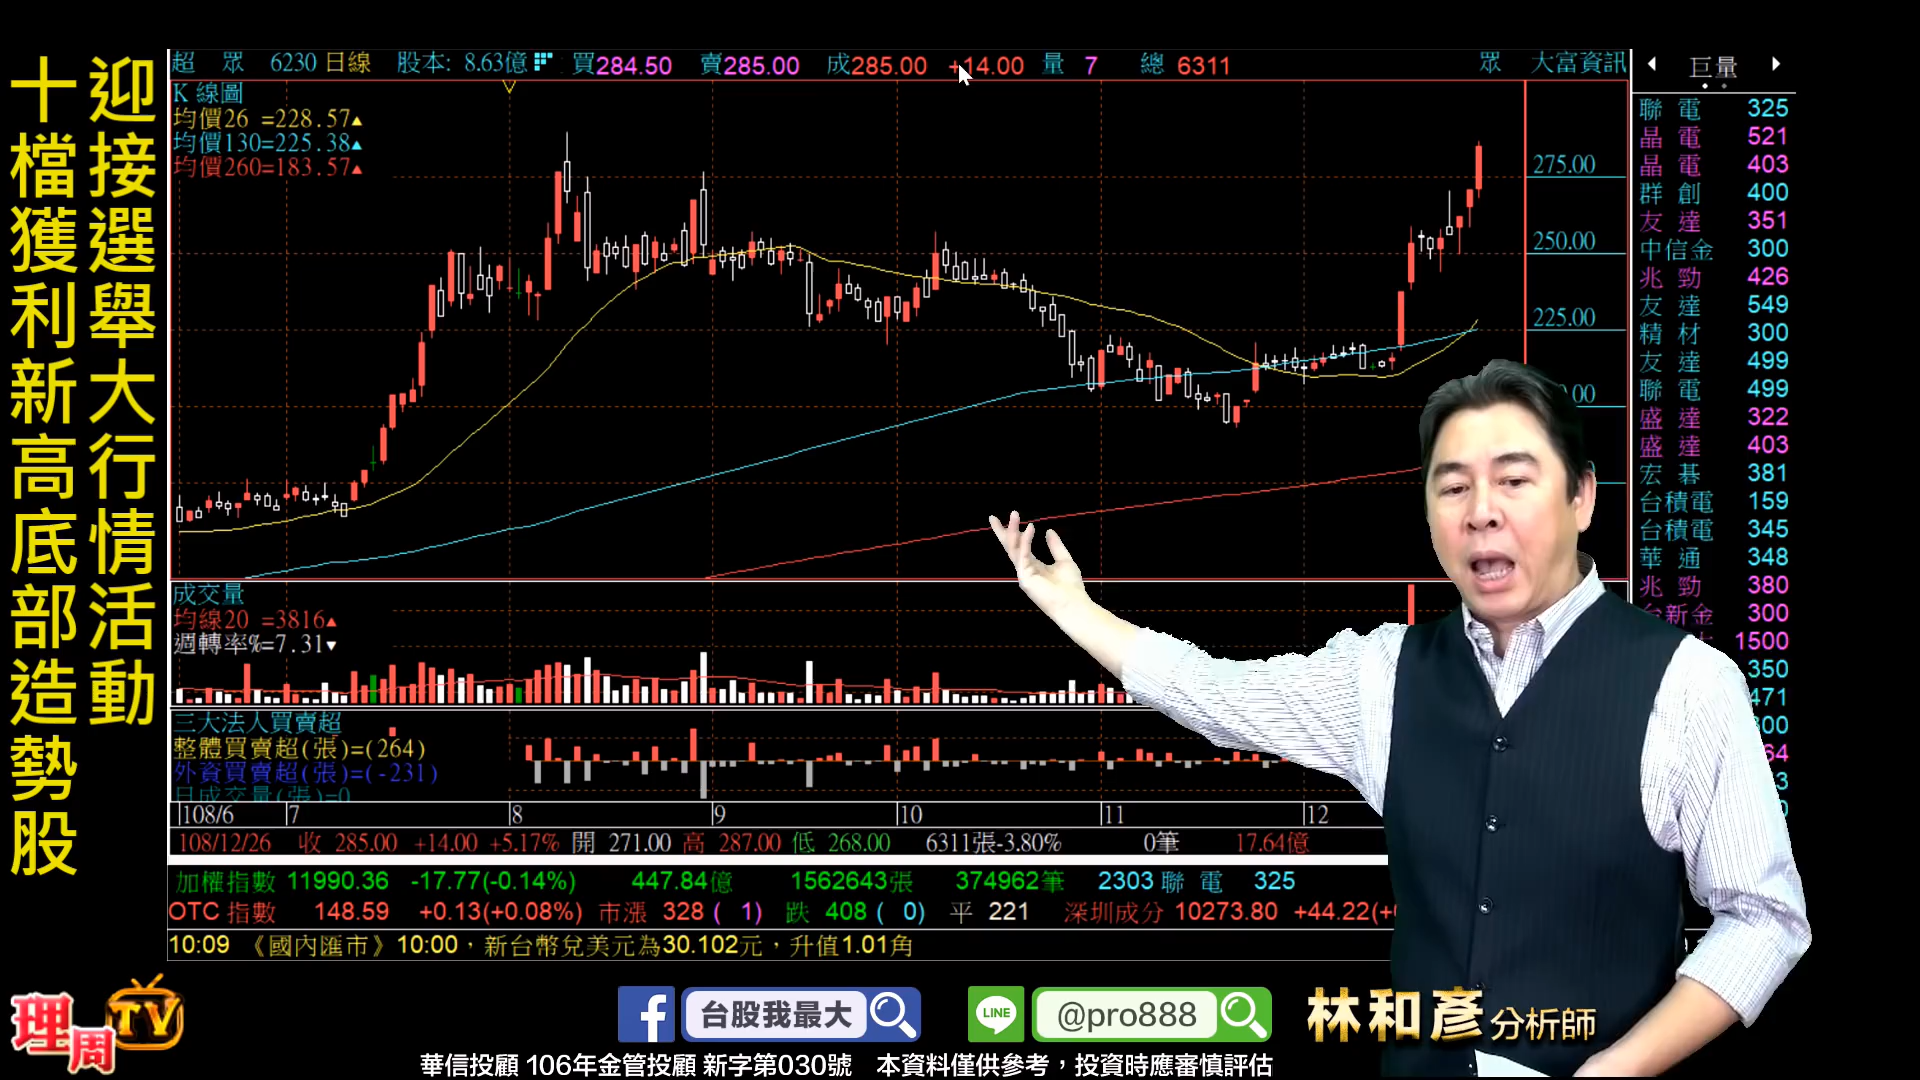 迎接選舉大行情活動
十檔獲利新高底部造勢股
超 眾 6230 日線 股本: 8.63億 買284.50 賣285.00 成285.00 +14.00 量 7 總 6311 眾 大富資訊
K 線圖
均價26 =228.57▲
均價130=225.38▲
均價260=183.57▲
275.00
250.00
225.00
成交量
均線20 =3816▲
週轉率%=7.31▼
三大法人買賣超
整體買賣超(張)=(264)
外資買賣超(張)=(-231)
日成交量(張)=0
108/6 7 8 9 10 11 12
108/12/26 收 285.00 +14.00 +5.17% 開 271.00 高 287.00 低 268.00 6311張-3.80% 0筆 17.64億
加權指數 11990.36 -17.77(-0.14%) 447.84億 1562643張 374962筆 2303 聯 電 325
OTC 指數 148.59 +0.13(+0.08%) 市漲 328 ( 1) 跌 408 ( 0) 平 221 深圳成分 10273.80 +44.22
10:09 《國內匯市》10:00，新台幣兌美元為30.102元，升值1.01角
巨量
聯 電 325
晶 電 521
晶 電 403
群 創 400
友 達 351
中信金 300
兆 勁 426
友 達 549
精 材 300
友 達 499
聯 電 499
盛 達 322
盛 達 403
宏 碁 381
台積電 159
台積電 345
華 通 348
兆 勁 380
台新金 300
1500
350
471
理周TV
台股我最大
LINE
@pro888
林和彥 分析師
華信投顧 106年金管投顧 新字第030號 本資料僅供參考，投資時應審慎評估